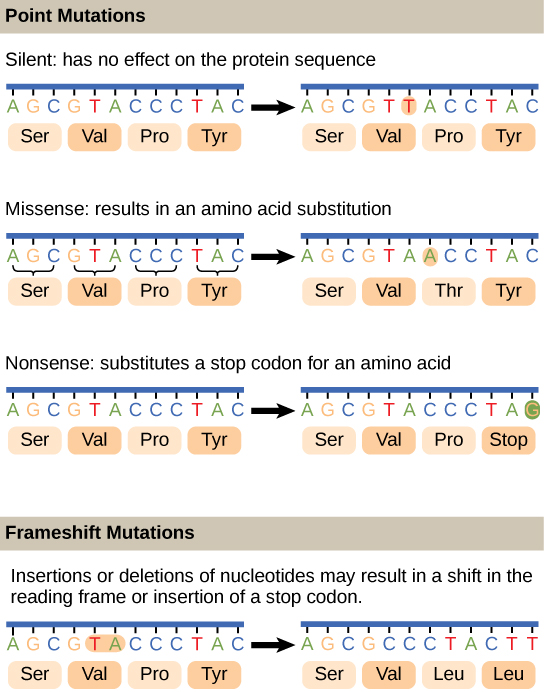 Point Mutations
Silent: has no effect on the protein sequence
A G C G T A C C C T A C A G C G T T A C C T A C
Ser Val Pro Tyr Ser Val Pro Tyr
Missense: results in an amino acid substitution
A G C G T A C C C T A C A G C G T A A C C T A C
Ser Val Pro Tyr Ser Val Thr Tyr
Nonsense: substitutes a stop codon for an amino acid
A G C G T A C C C T A C A G C G T A C C C T A G
Ser Val Pro Tyr Ser Val Pro Stop
Frameshift Mutations
Insertions or deletions of nucleotides may result in a shift in the
reading frame or insertion of a stop codon.
A G C G T A C C C T A C A G C G C C C T A C T T
Ser Val Pro Tyr Ser Val Leu Leu